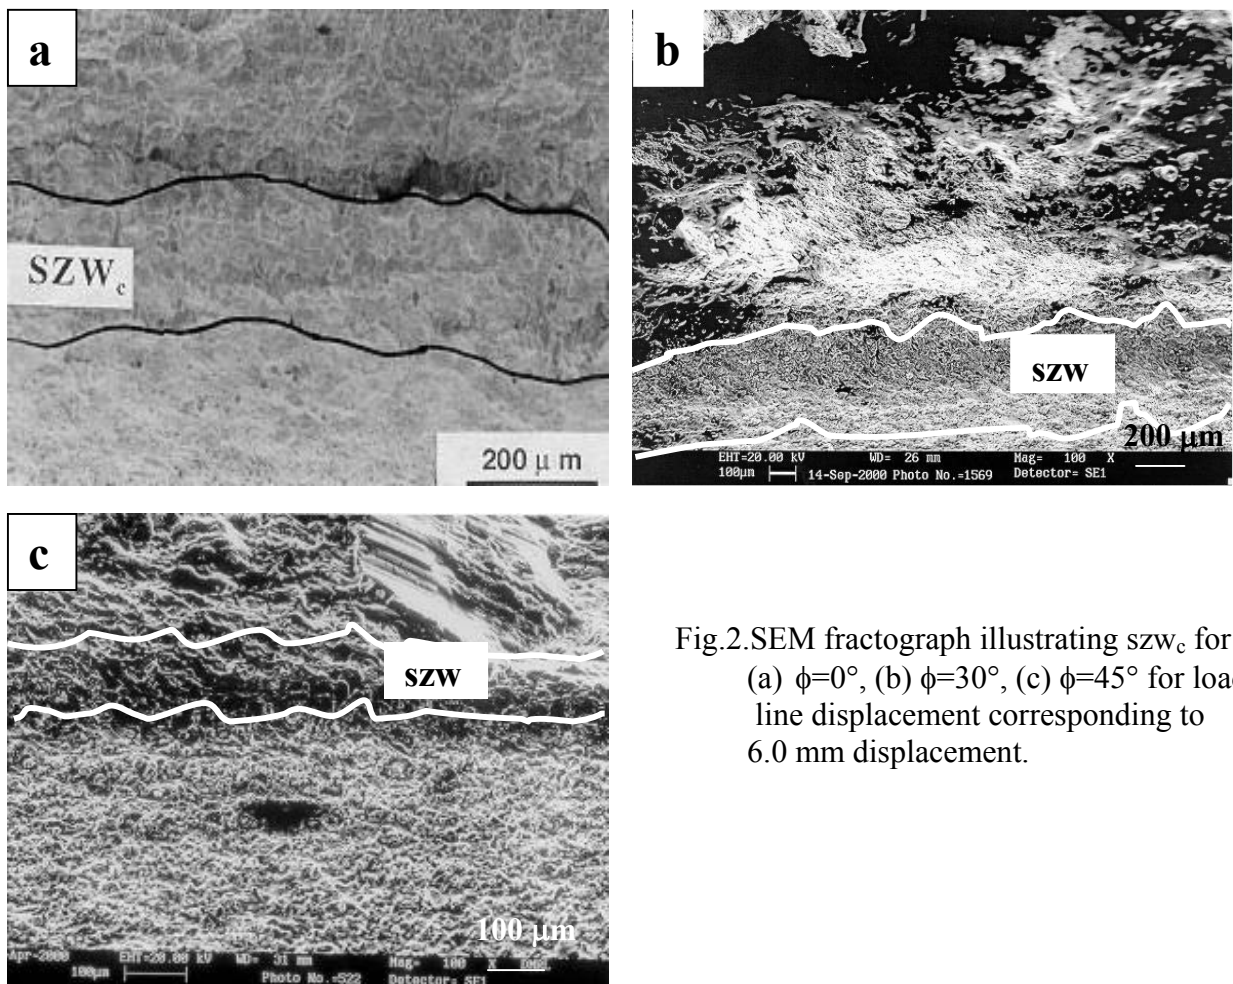 a
SZWc
200 μ m
b
szw
200 μm
EHT=20.00 kV WD= 26 mm Mag= 100 X
100μm 14-Sep-2000 Photo No.=1569 Detector= SE1
c
szw
100 μm
Apr-2000 EHT=20.00 kV WD= 31 mm Mag= 100 X
100μm Photo No.=522 Detector= SE1
Fig.2.SEM fractograph illustrating szwc for
(a) ϕ=0°, (b) ϕ=30°, (c) ϕ=45° for load
line displacement corresponding to
6.0 mm displacement.